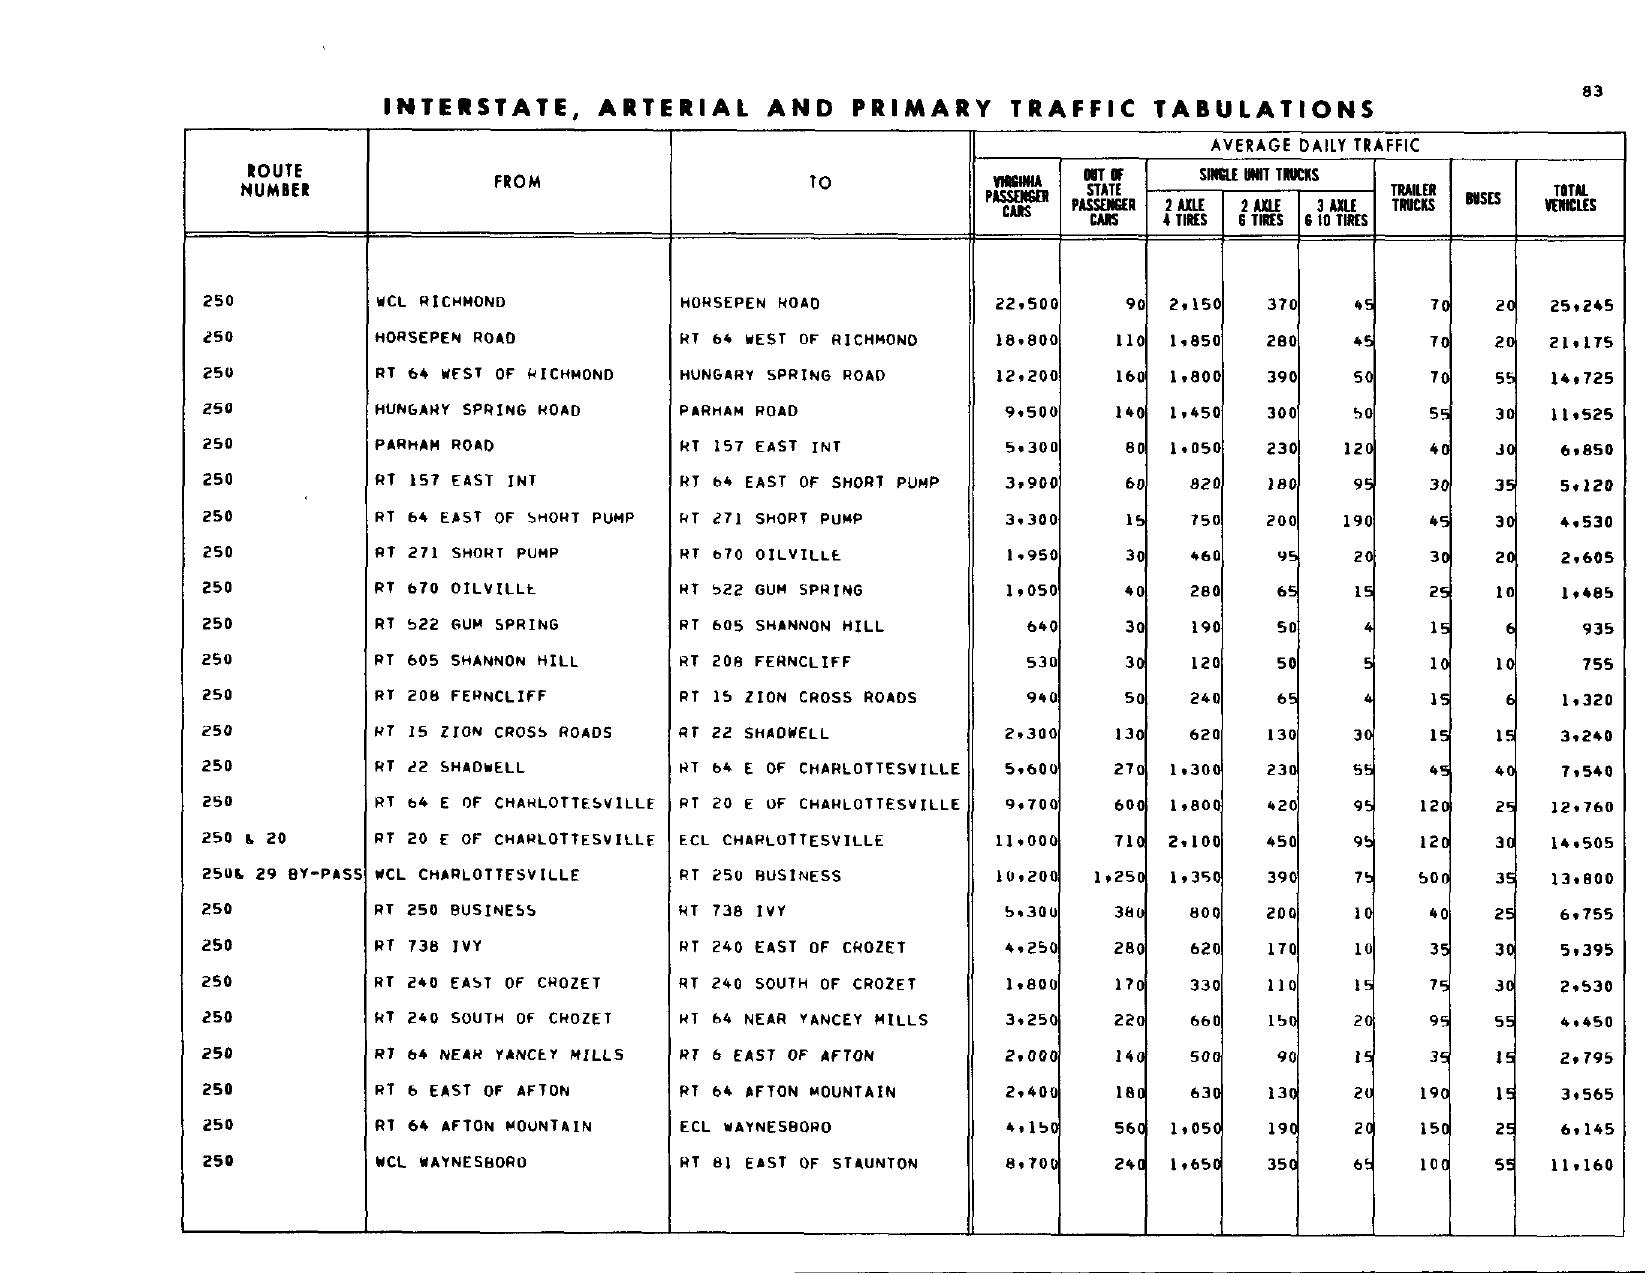 83
INTERSTATE, ARTERIAL AND PRIMARY TRAFFIC TABULATIONS
ROUTE NUMBER FROM TO AVERAGE DAILY TRAFFIC
VIRGINIA PASSENGER CARS OUT OF STATE PASSENGER CARS SINGLE UNIT TRUCKS 2 AXLE 4 TIRES 2 AXLE 6 TIRES 3 AXLE 6 10 TIRES TRAILER TRUCKS BUSES TOTAL VEHICLES
250 WCL RICHMOND HORSEPEN ROAD 22,500 90 2,150 370 45 70 20 25,245
250 HORSEPEN ROAD RT 64 WEST OF RICHMOND 18,800 110 1,850 280 45 70 20 21,175
250 RT 64 WEST OF RICHMOND HUNGARY SPRING ROAD 12,200 160 1,800 390 50 70 55 14,725
250 HUNGARY SPRING ROAD PARHAM ROAD 9,500 140 1,450 300 50 55 30 11,525
250 PARHAM ROAD RT 157 EAST INT 5,300 80 1,050 230 120 40 30 6,850
250 RT 157 EAST INT RT 64 EAST OF SHORT PUMP 3,900 60 820 180 95 30 35 5,120
250 RT 64 EAST OF SHORT PUMP RT 271 SHORT PUMP 3,300 15 750 200 190 45 30 4,530
250 RT 271 SHORT PUMP RT 670 OILVILLE 1,950 30 460 95 20 30 20 2,605
250 RT 670 OILVILLE RT 522 GUM SPRING 1,050 40 280 65 15 25 10 1,485
250 RT 522 GUM SPRING RT 605 SHANNON HILL 640 30 190 50 4 15 6 935
250 RT 605 SHANNON HILL RT 208 FERNCLIFF 530 30 120 50 5 10 10 755
250 RT 208 FERNCLIFF RT 15 ZION CROSS ROADS 940 50 240 65 4 15 6 1,320
250 RT 15 ZION CROSS ROADS RT 22 SHADWELL 2,300 130 620 130 30 15 15 3,240
250 RT 22 SHADWELL RT 64 E OF CHARLOTTESVILLE 5,600 270 1,300 230 55 45 40 7,540
250 RT 64 E OF CHARLOTTESVILLE RT 20 E OF CHARLOTTESVILLE 9,700 600 1,800 420 95 120 25 12,760
250 & 20 RT 20 E OF CHARLOTTESVILLE ECL CHARLOTTESVILLE 11,000 710 2,100 450 95 120 30 14,505
250& 29 BY-PASS WCL CHARLOTTESVILLE RT 250 BUSINESS 10,200 1,250 1,350 390 75 500 35 13,800
250 RT 250 BUSINESS RT 738 IVY 5,300 380 800 200 10 40 25 6,755
250 RT 738 IVY RT 240 EAST OF CROZET 4,250 280 620 170 10 35 30 5,395
250 RT 240 EAST OF CROZET RT 240 SOUTH OF CROZET 1,800 170 330 110 15 75 30 2,530
250 RT 240 SOUTH OF CROZET RT 64 NEAR YANCEY MILLS 3,250 220 660 150 20 95 55 4,450
250 RT 64 NEAR YANCEY MILLS RT 6 EAST OF AFTON 2,000 140 500 90 15 35 15 2,795
250 RT 6 EAST OF AFTON RT 64 AFTON MOUNTAIN 2,400 180 630 130 20 190 15 3,565
250 RT 64 AFTON MOUNTAIN ECL WAYNESBORO 4,150 560 1,050 190 20 150 25 6,145
250 WCL WAYNESBORO RT 81 EAST OF STAUNTON 8,700 240 1,650 350 65 100 55 11,160